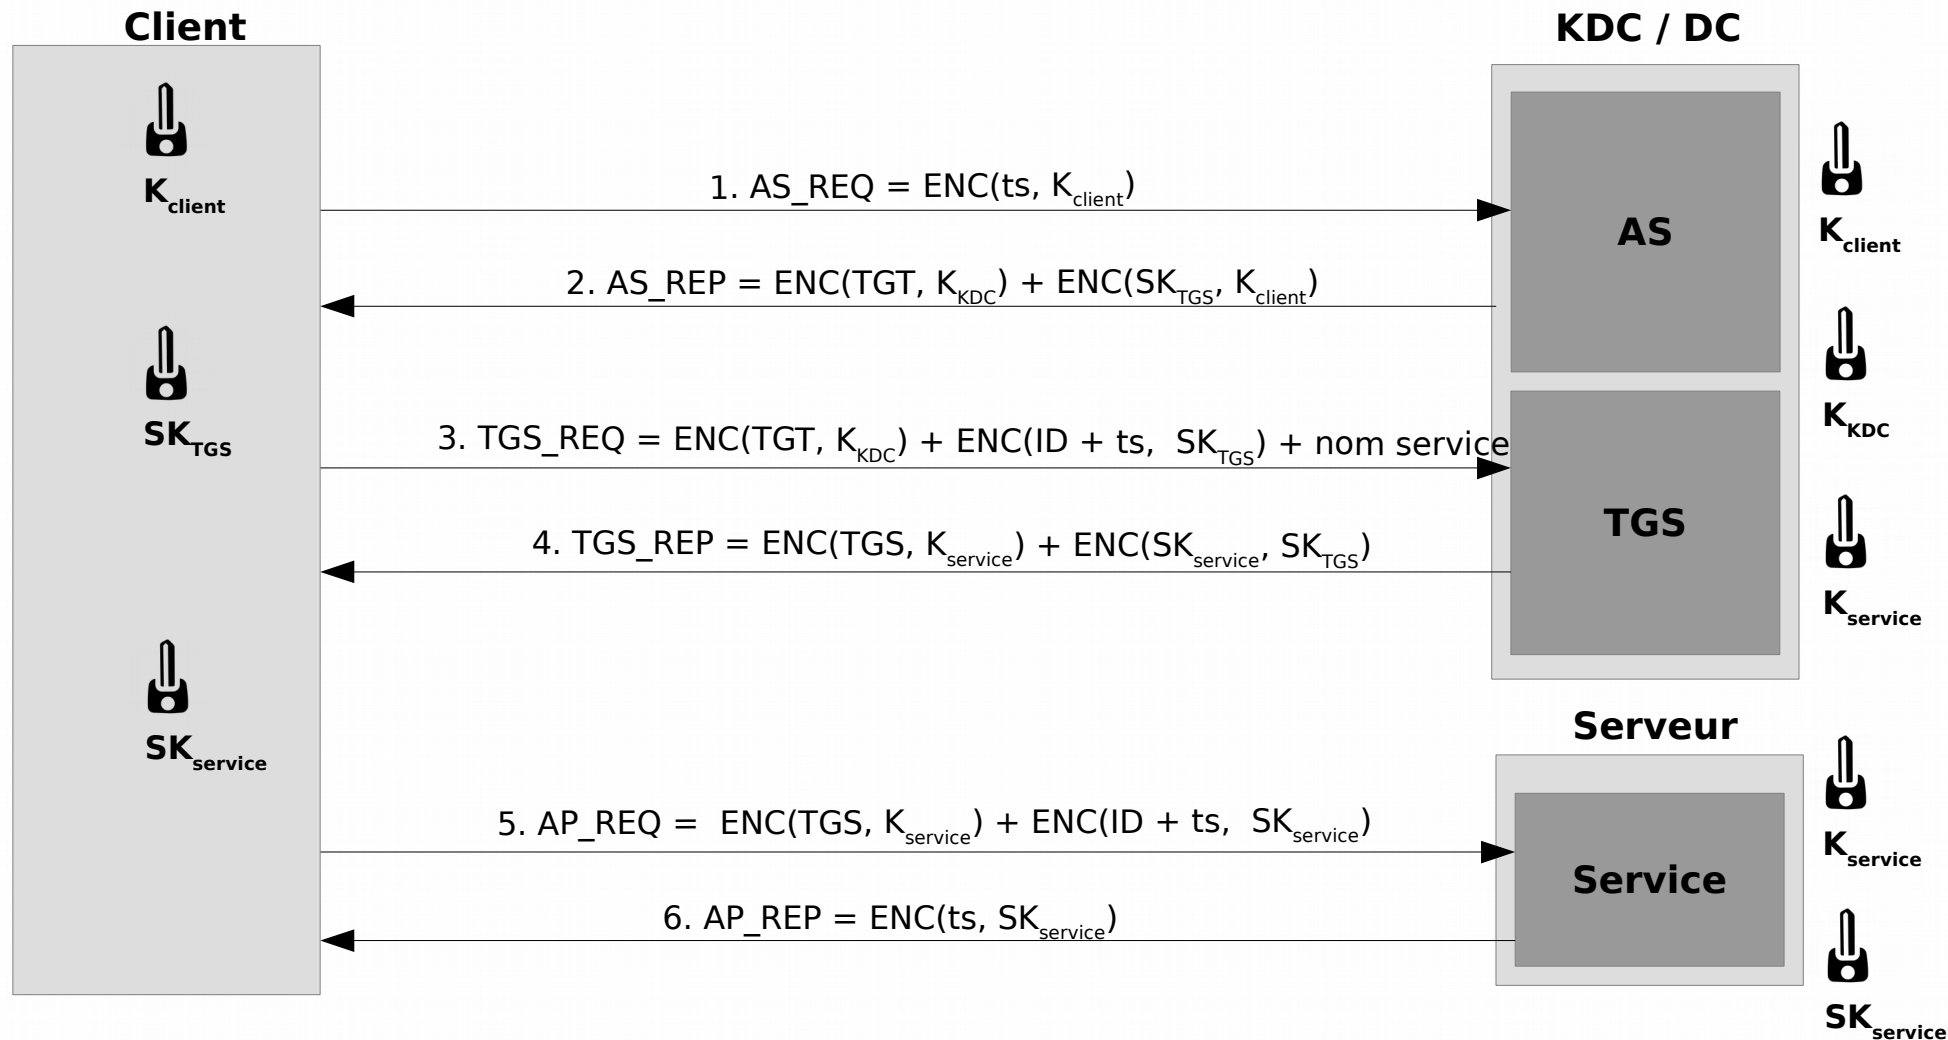 Client
KDC / DC
Kclient
1. AS_REQ = ENC(ts, Kclient)
AS
Kclient
2. AS_REP = ENC(TGT, KKDC) + ENC(SKTGS, Kclient)
KKDC
SKTGS
3. TGS_REQ = ENC(TGT, KKDC) + ENC(ID + ts, SKTGS) + nom service
TGS
4. TGS_REP = ENC(TGS, Kservice) + ENC(SKservice, SKTGS)
Kservice
Serveur
SKservice
5. AP_REQ = ENC(TGS, Kservice) + ENC(ID + ts, SKservice)
Kservice
Service
6. AP_REP = ENC(ts, SKservice)
SKservice